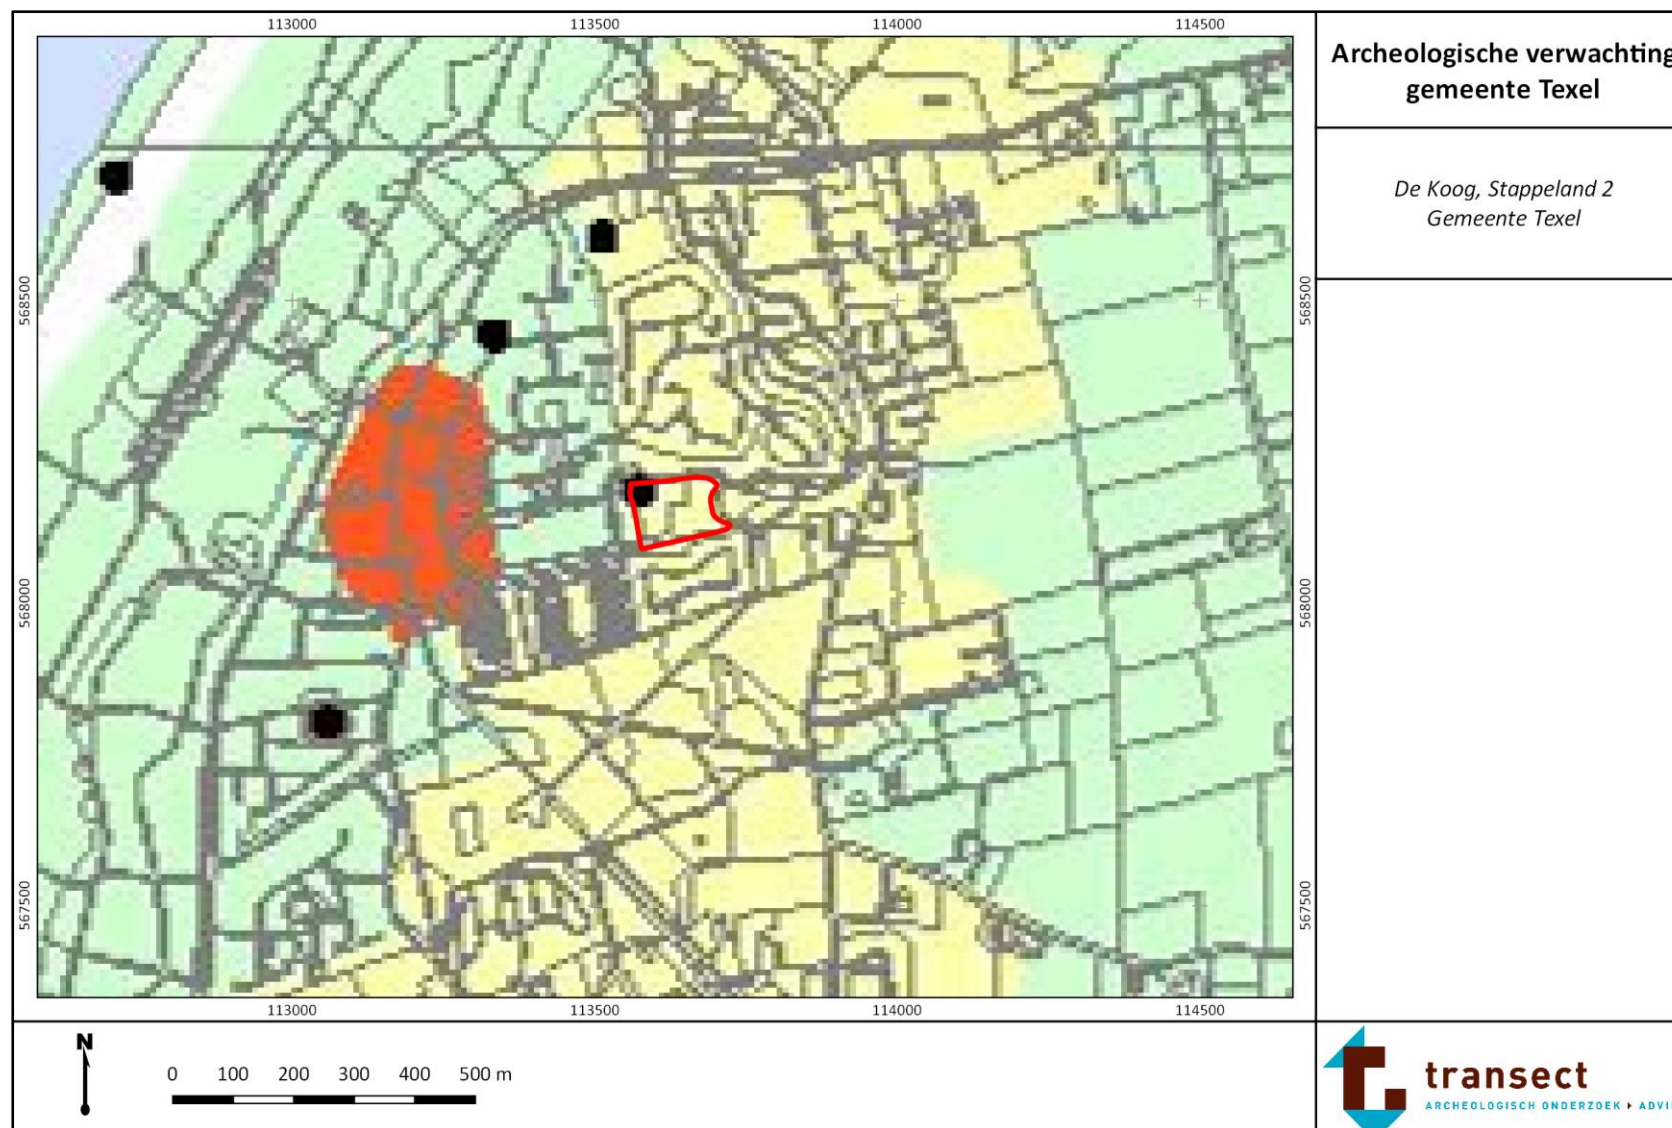 113000 113500 114000 114500
Archeologische verwachting
gemeente Texel
De Koog, Stappeland 2
Gemeente Texel
568500 568500
568000 568000
567500 567500
113000 113500 114000 114500
N
0 100 200 300 400 500 m
transect
ARCHEOLOGISCH ONDERZOEK ADVI